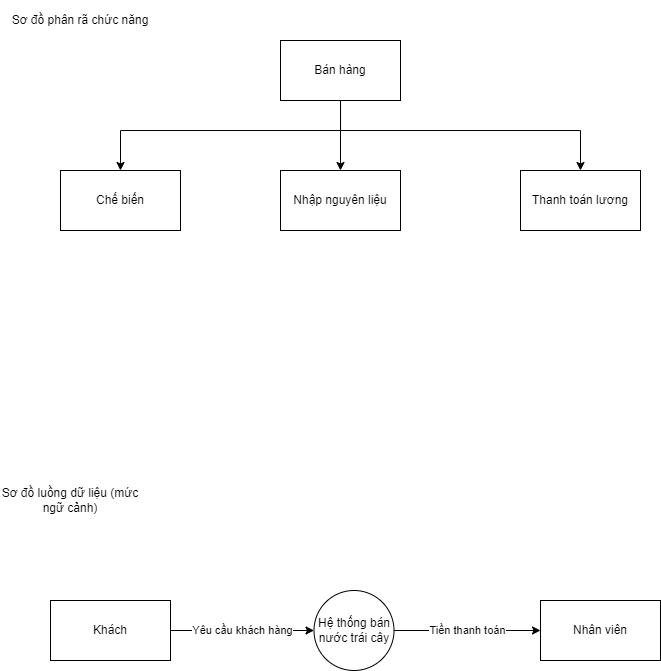 Sơ đồ phân rã chức năng
Bán hàng
Chế biến
Nhập nguyên liệu
Thanh toán lương
Sơ đồ luồng dữ liệu (mức
ngữ cảnh)
Khách
Yêu cầu khách hàng
Hệ thống bán
nước trái cây
Tiền thanh toán
Nhân viên